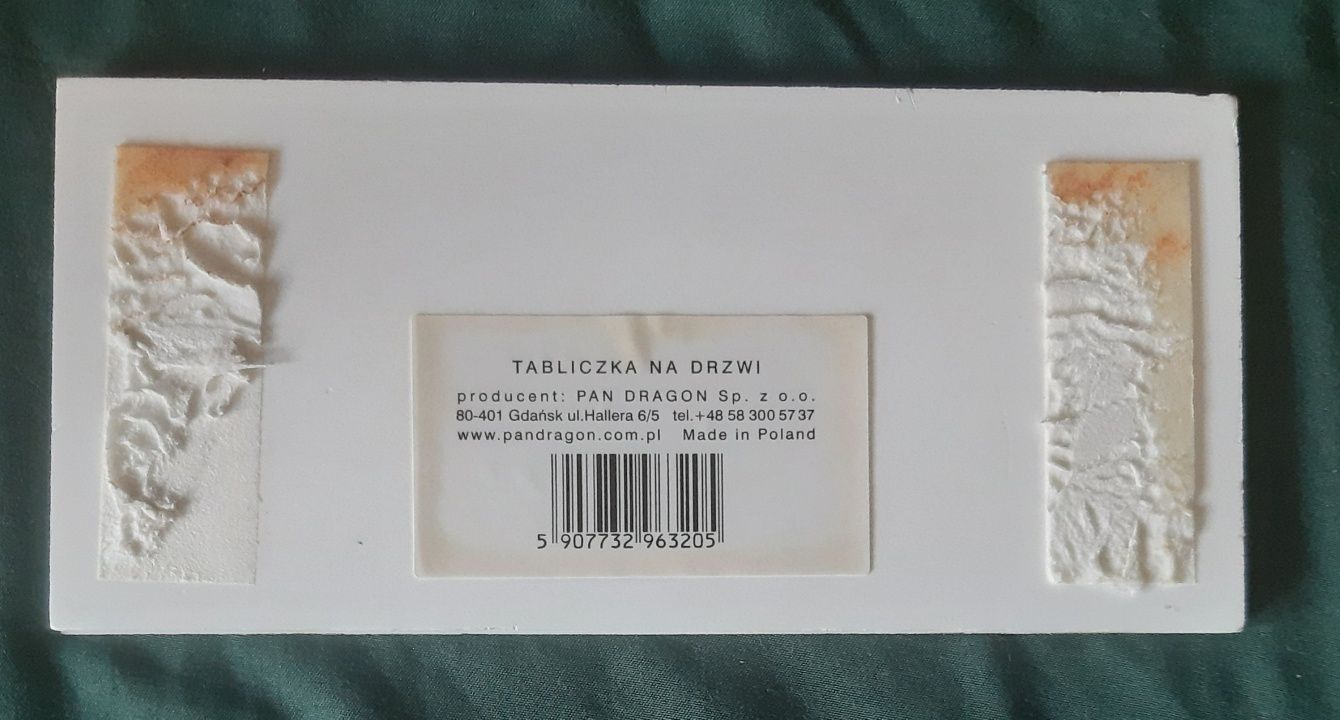 TABLICZKA NA DRZWI
producent: PAN DRAGON Sp. z o.o.
80-401 Gdańsk ul.Hallera 6/5 tel.+48 58 300 57 37
www.pandragon.com.pl Made in Poland
5 907732 963205